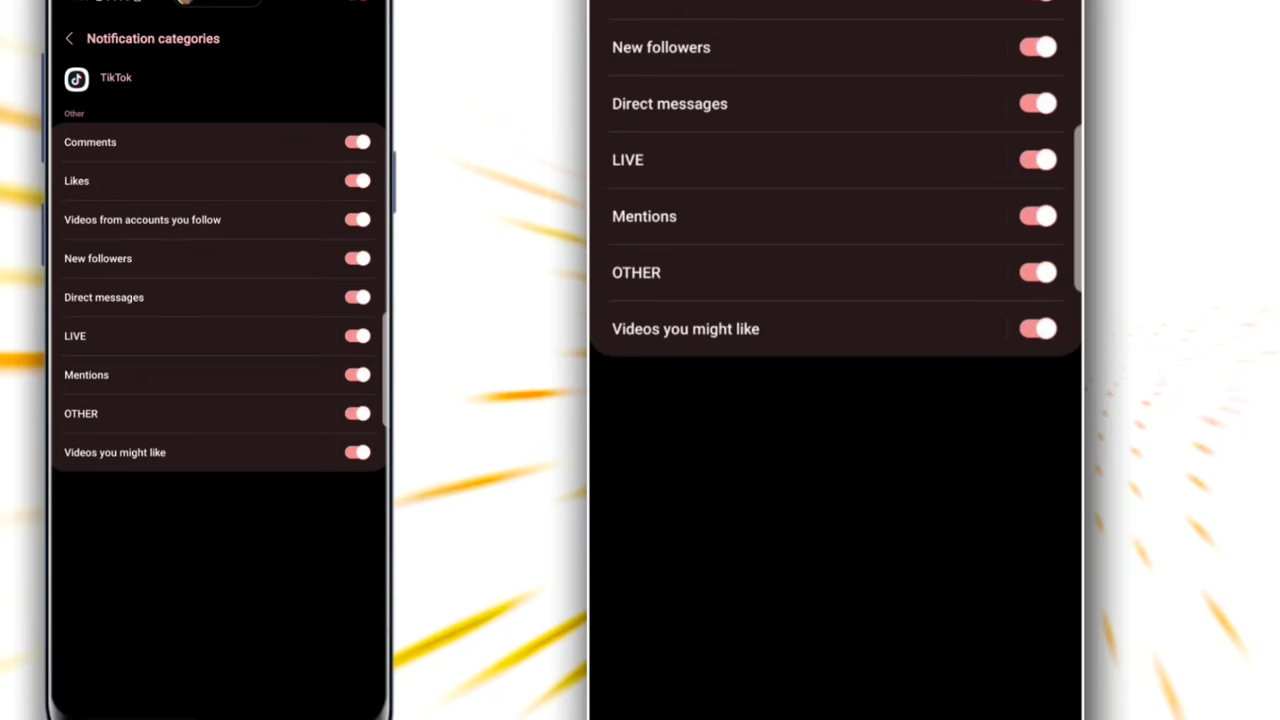 Notification categories
TikTok
Other
Comments
Likes
Videos from accounts you follow
New followers
Direct messages
LIVE
Mentions
OTHER
Videos you might like
New followers
Direct messages
LIVE
Mentions
OTHER
Videos you might like